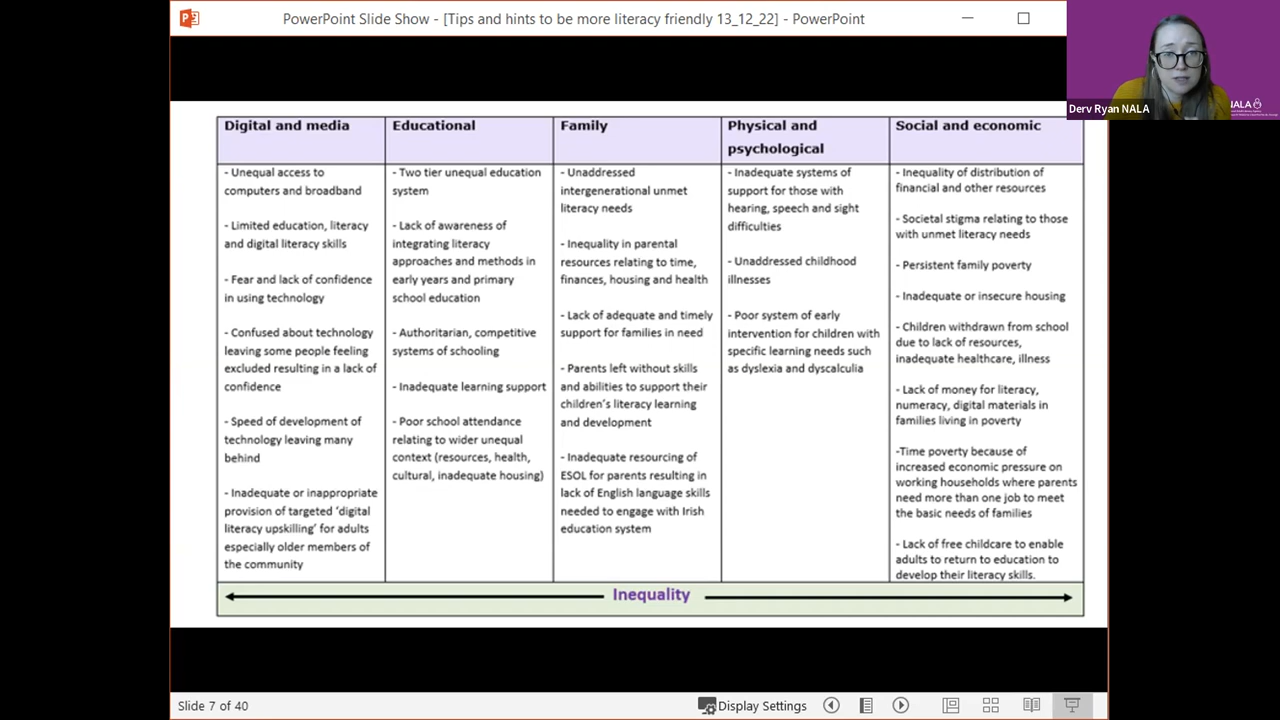 PowerPoint Slide Show - [Tips and hints to be more literacy friendly 13_12_22] - PowerPoint
Derv Ryan NALA
NALA
Digital and media
- Unequal access to
computers and broadband
- Limited education, literacy
and digital literacy skills
- Fear and lack of confidence
in using technology
- Confused about technology
leaving some people feeling
excluded resulting in a lack of
confidence
- Speed of development of
technology leaving many
behind
- Inadequate or inappropriate
provision of targeted ‘digital
literacy upskilling’ for adults
especially older members of
the community
Educational
- Two tier unequal education
system
- Lack of awareness of
integrating literacy
approaches and methods in
early years and primary
school education
- Authoritarian, competitive
systems of schooling
- Inadequate learning support
- Poor school attendance
relating to wider unequal
context (resources, health,
cultural, inadequate housing)
Family
- Unaddressed
intergenerational unmet
literacy needs
- Inequality in parental
resources relating to time,
finances, housing and health
- Lack of adequate and timely
support for families in need
- Parents left without skills
and abilities to support their
children’s literacy learning
and development
- Inadequate resourcing of
ESOL for parents resulting in
lack of English language skills
needed to engage with Irish
education system
Physical and
psychological
- Inadequate systems of
support for those with
hearing, speech and sight
difficulties
- Unaddressed childhood
illnesses
- Poor system of early
intervention for children with
specific learning needs such
as dyslexia and dyscalculia
Social and economic
- Inequality of distribution of
financial and other resources
- Societal stigma relating to those
with unmet literacy needs
- Persistent family poverty
- Inadequate or insecure housing
- Children withdrawn from school
due to lack of resources,
inadequate healthcare, illness
- Lack of money for literacy,
numeracy, digital materials in
families living in poverty
-Time poverty because of
increased economic pressure on
working households where parents
need more than one job to meet
the basic needs of families
- Lack of free childcare to enable
adults to return to education to
develop their literacy skills.
Inequality
Slide 7 of 40
Display Settings